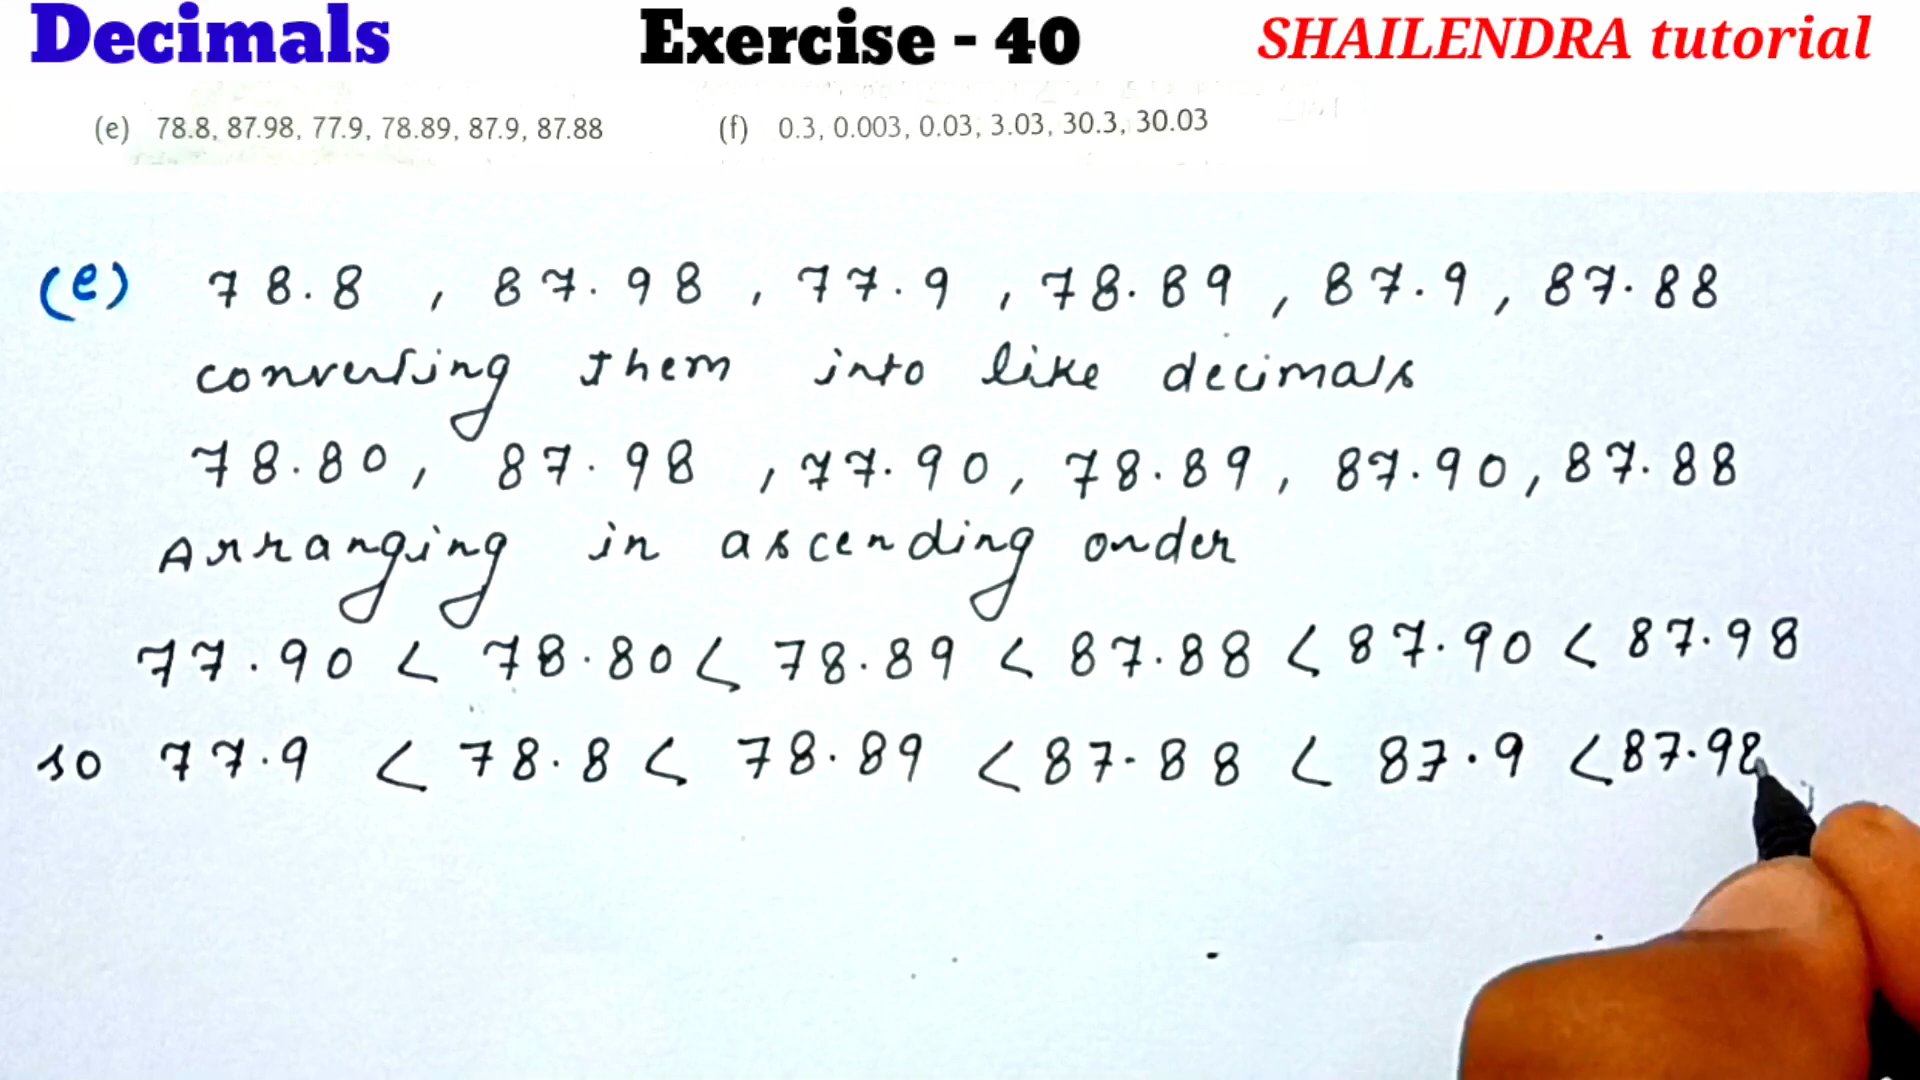 Decimals Exercise - 40 SHAILENDRA tutorial
(e) 78.8, 87.98, 77.9, 78.89, 87.9, 87.88 (f) 0.3, 0.003, 0.03, 3.03, 30.3, 30.03
(e) 78.8 , 87.98 , 77.9 , 78.89 , 87.9 , 87.88
converting them into like decimals
78.80 , 87.98 , 77.90 , 78.89 , 87.90 , 87.88
Arranging in ascending order
77.90 < 78.80 < 78.89 < 87.88 < 87.90 < 87.98
so 77.9 < 78.8 < 78.89 < 87.88 < 87.9 < 87.98